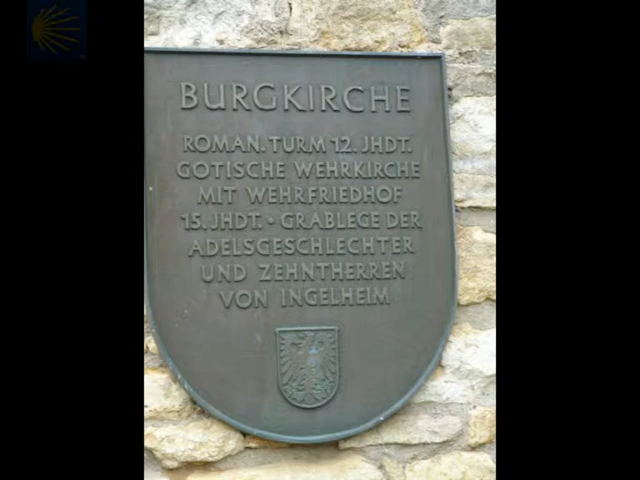 BURGKIRCHE
ROMAN. TURM 12. JHDT.
GOTISCHE WEHRKIRCHE
MIT WEHRFRIEDHOF
15. JHDT. · GRABLEGE DER
ADELSGESCHLECHTER
UND ZEHNTHERREN
VON INGELHEIM